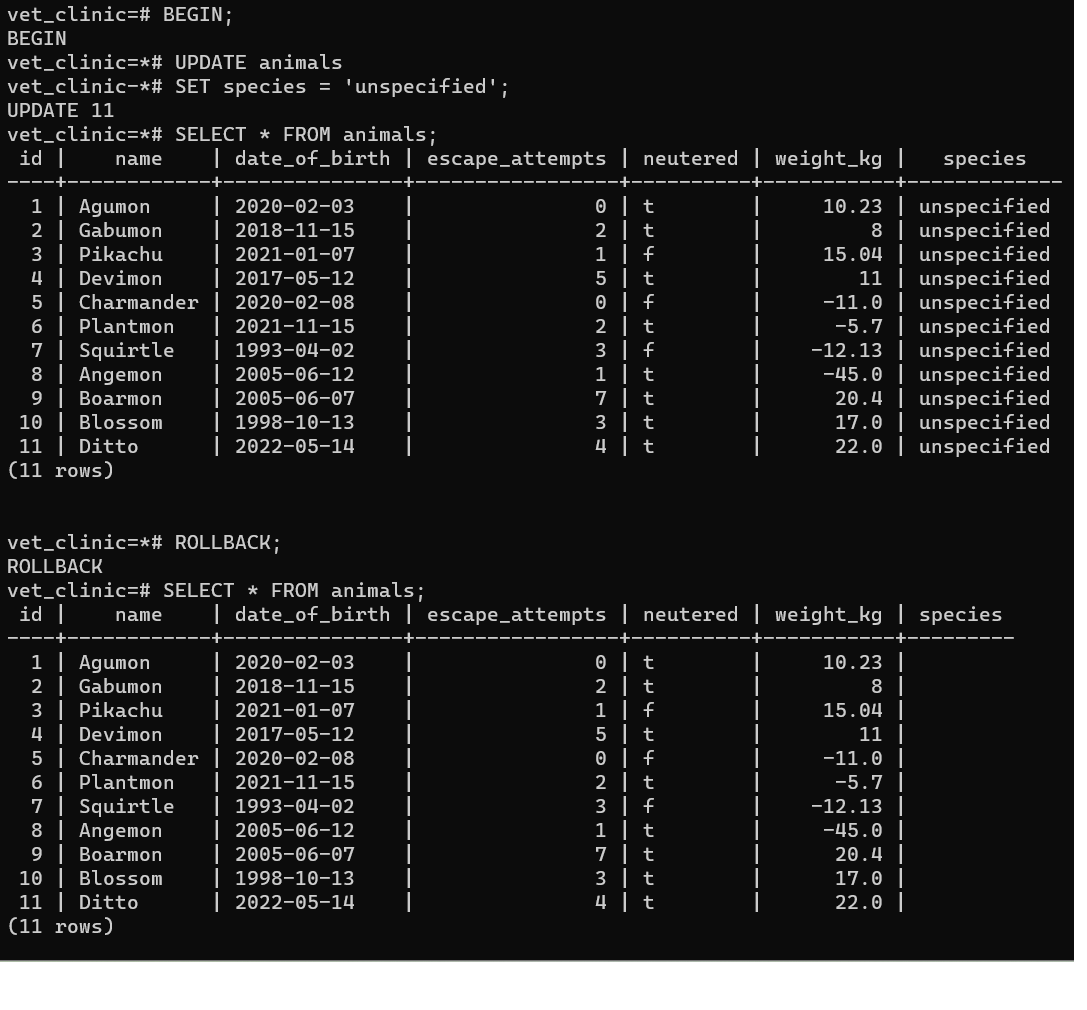 vet_clinic=# BEGIN;
BEGIN
vet_clinic=*# UPDATE animals
vet_clinic-*# SET species = 'unspecified';
UPDATE 11
vet_clinic=*# SELECT * FROM animals;
 id |    name    | date_of_birth | escape_attempts | neutered | weight_kg |   species
----+------------+---------------+-----------------+----------+-----------+-------------
  1 | Agumon     | 2020-02-03    |               0 | t        |     10.23 | unspecified
  2 | Gabumon    | 2018-11-15    |               2 | t        |         8 | unspecified
  3 | Pikachu    | 2021-01-07    |               1 | f        |     15.04 | unspecified
  4 | Devimon    | 2017-05-12    |               5 | t        |        11 | unspecified
  5 | Charmander | 2020-02-08    |               0 | f        |     -11.0 | unspecified
  6 | Plantmon   | 2021-11-15    |               2 | t        |      -5.7 | unspecified
  7 | Squirtle   | 1993-04-02    |               3 | f        |    -12.13 | unspecified
  8 | Angemon    | 2005-06-12    |               1 | t        |     -45.0 | unspecified
  9 | Boarmon    | 2005-06-07    |               7 | t        |      20.4 | unspecified
 10 | Blossom    | 1998-10-13    |               3 | t        |      17.0 | unspecified
 11 | Ditto      | 2022-05-14    |               4 | t        |      22.0 | unspecified
(11 rows)
vet_clinic=*# ROLLBACK;
ROLLBACK
vet_clinic=# SELECT * FROM animals;
 id |    name    | date_of_birth | escape_attempts | neutered | weight_kg | species
----+------------+---------------+-----------------+----------+-----------+---------
  1 | Agumon     | 2020-02-03    |               0 | t        |     10.23 |
  2 | Gabumon    | 2018-11-15    |               2 | t        |         8 |
  3 | Pikachu    | 2021-01-07    |               1 | f        |     15.04 |
  4 | Devimon    | 2017-05-12    |               5 | t        |        11 |
  5 | Charmander | 2020-02-08    |               0 | f        |     -11.0 |
  6 | Plantmon   | 2021-11-15    |               2 | t        |      -5.7 |
  7 | Squirtle   | 1993-04-02    |               3 | f        |    -12.13 |
  8 | Angemon    | 2005-06-12    |               1 | t        |     -45.0 |
  9 | Boarmon    | 2005-06-07    |               7 | t        |      20.4 |
 10 | Blossom    | 1998-10-13    |               3 | t        |      17.0 |
 11 | Ditto      | 2022-05-14    |               4 | t        |      22.0 |
(11 rows)